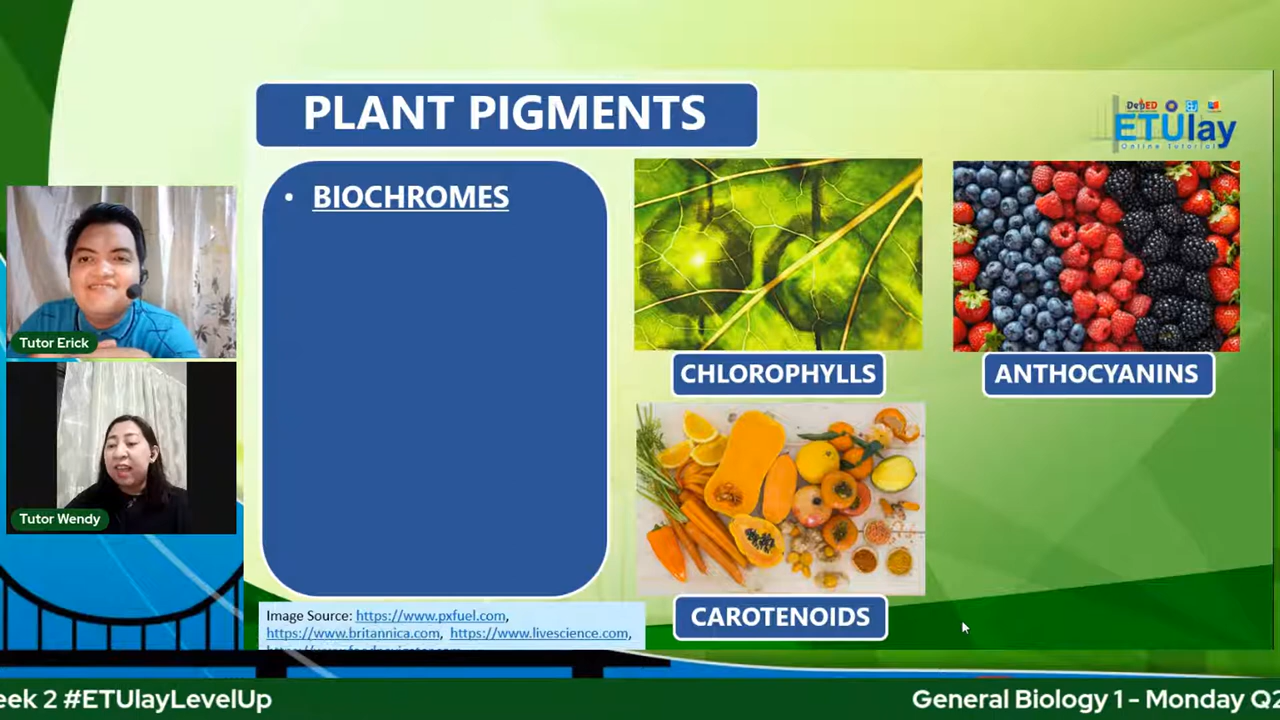 PLANT PIGMENTS
DepED
ETUlay
Online Tutorial
• BIOCHROMES
CHLOROPHYLLS
ANTHOCYANINS
CAROTENOIDS
Tutor Erick
Tutor Wendy
Image Source: https://www.pxfuel.com,
https://www.britannica.com, https://www.livescience.com,
eek 2 #ETUlayLevelUp
General Biology 1 - Monday Q2